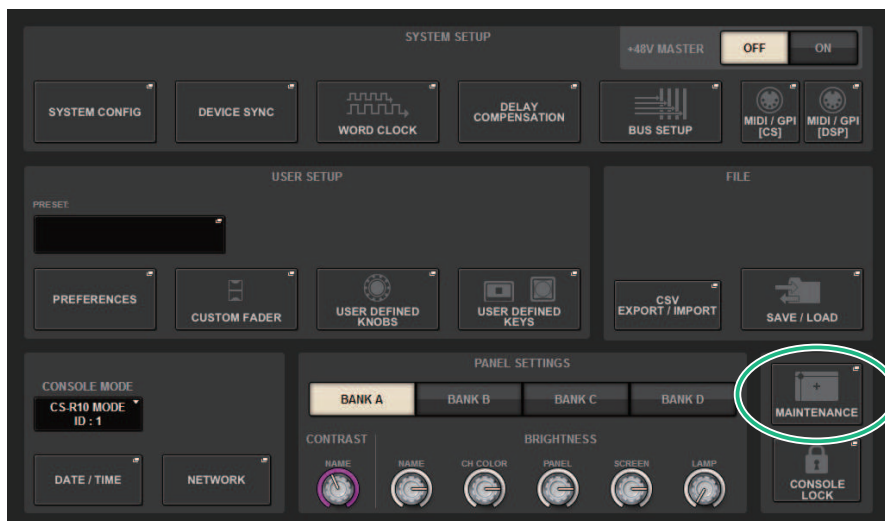 SYSTEM SETUP
+48V MASTER
OFF
ON
SYSTEM CONFIG
DEVICE SYNC
WORD CLOCK
DELAY
COMPENSATION
BUS SETUP
MIDI / GPI
[CS]
MIDI / GPI
[DSP]
USER SETUP
PRESET:
PREFERENCES
CUSTOM FADER
USER DEFINED
KNOBS
USER DEFINED
KEYS
FILE
CSV
EXPORT / IMPORT
SAVE / LOAD
CONSOLE MODE
CS-R10 MODE
ID : 1
DATE / TIME
NETWORK
PANEL SETTINGS
BANK A
BANK B
BANK C
BANK D
CONTRAST
BRIGHTNESS
NAME
NAME
CH COLOR
PANEL
SCREEN
LAMP
MAINTENANCE
CONSOLE
LOCK